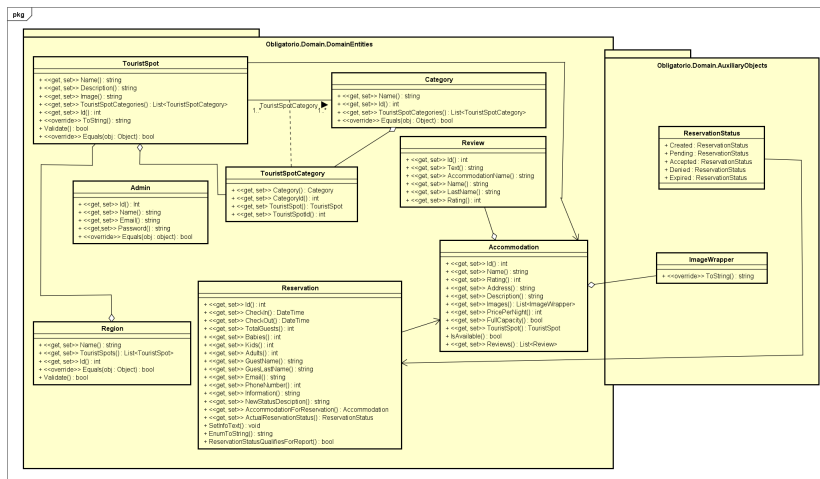 pkg
Obligatorio.Domain.DomainEntities
TouristSpot
+ <<get, set>> Name() : string
+ <<get, set>> Description() : string
+ <<get, set>> Image() : string
+ <<get, set>> TouristSpotCategories() : List<TouristSpotCategory>
+ <<get, set>> Id() : int
+ <<override>> ToString() : string
+ Validate() : bool
+ <<override>> Equals(obj : Object) : bool
TouristSpotCategory
1..*
1..*
Category
+ <<get, set>> Name() : string
+ <<get, set>> Id() : int
+ <<get, set>> TouristSpotCategories() : List<TouristSpotCategory>
+ <<override>> Equals(obj : Object) : bool
TouristSpotCategory
+ <<get, set>> Category() : Category
+ <<get, set>> CategoryId() : int
+ <<get, set>> TouristSpot() : TouristSpot
+ <<get, set>> TouristSpotId() : int
Review
+ <<get, set>> Id() : int
+ <<get, set>> Text() : string
+ <<get, set>> AccommodationName() : string
+ <<get, set>> Name() : string
+ <<get, set>> LastName() : string
+ <<get, set>> Rating() : int
Admin
+ <<get, set>> Id() : Int
+ <<get, set>> Name() : string
+ <<get, set>> Email() : string
+ <<get,set>> Password() : string
+ <<override>> Equals(obj : object) : bool
Accommodation
+ <<get, set>> Id() : int
+ <<get, set>> Name() : string
+ <<get, set>> Rating() : int
+ <<get, set>> Address() : string
+ <<get, set>> Description() : string
+ <<get, set>> Images() : List<ImageWrapper>
+ <<get, set>> PricePerNight() : int
+ <<get, set>> FullCapacity() : bool
+ <<get, set>> TouristSpot() : TouristSpot
+ IsAvailable() : bool
+ <<get, set>> Reviews() : List<Review>
Reservation
+ <<get, set>> Id() : int
+ <<get, set>> CheckIn() : DateTime
+ <<get, set>> CheckOut() : DateTime
+ <<get, set>> TotalGuests() : int
+ <<get, set>> Babies() : int
+ <<get, set>> Kids() : int
+ <<get, set>> Adults() : int
+ <<get, set>> GuestName() : string
+ <<get, set>> GuesLastName() : string
+ <<get, set>> Email() : string
+ <<get, set>> PhoneNumber() : int
+ <<get, set>> Information() : string
+ <<get, set>> NewStatusDesciption() : string
+ <<get, set>> AccommodationForReservation() : Accommodation
+ <<get, set>> ActualReservationStatus() : ReservationStatus
+ SetInfoText() : void
+ EnumToString() : string
+ ReservationStatusQualifiesForReport() : bool
Region
+ <<get, set>> Name() : string
+ <<get, set>> TouristSpots() : List<TouristSpot>
+ <<get, set>> Id() : int
+ <<override>> Equals(obj : Object) : bool
+ Validate() : bool
Obligatorio.Domain.AuxiliaryObjects
ReservationStatus
+ Created : ReservationStatus
+ Pending : ReservationStatus
+ Accepted : ReservationStatus
+ Denied : ReservationStatus
+ Expired : ReservationStatus
ImageWrapper
+ <<override>> ToString() : string